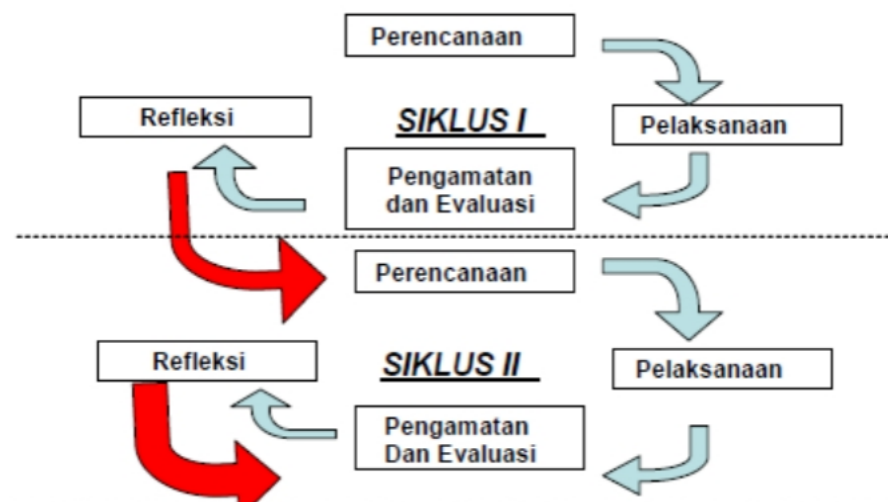 Perencanaan
Refleksi
SIKLUS I
Pelaksanaan
Pengamatan
dan Evaluasi
Perencanaan
Refleksi
SIKLUS II
Pelaksanaan
Pengamatan
Dan Evaluasi